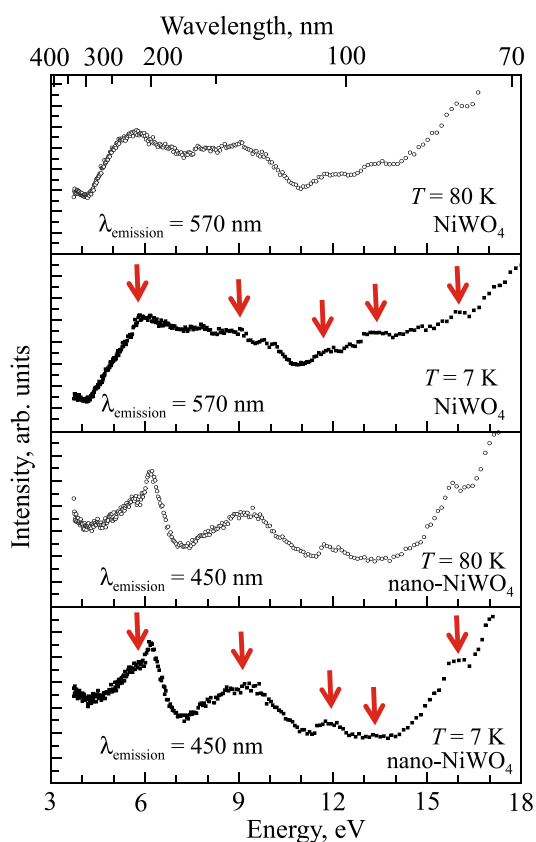 Wavelength, nm
400 300 200 100 70
T = 80 K
λemission = 570 nm
NiWO4
T = 7 K
λemission = 570 nm
NiWO4
Intensity, arb. units
T = 80 K
λemission = 450 nm
nano-NiWO4
T = 7 K
λemission = 450 nm
nano-NiWO4
3 6 9 12 15 18
Energy, eV